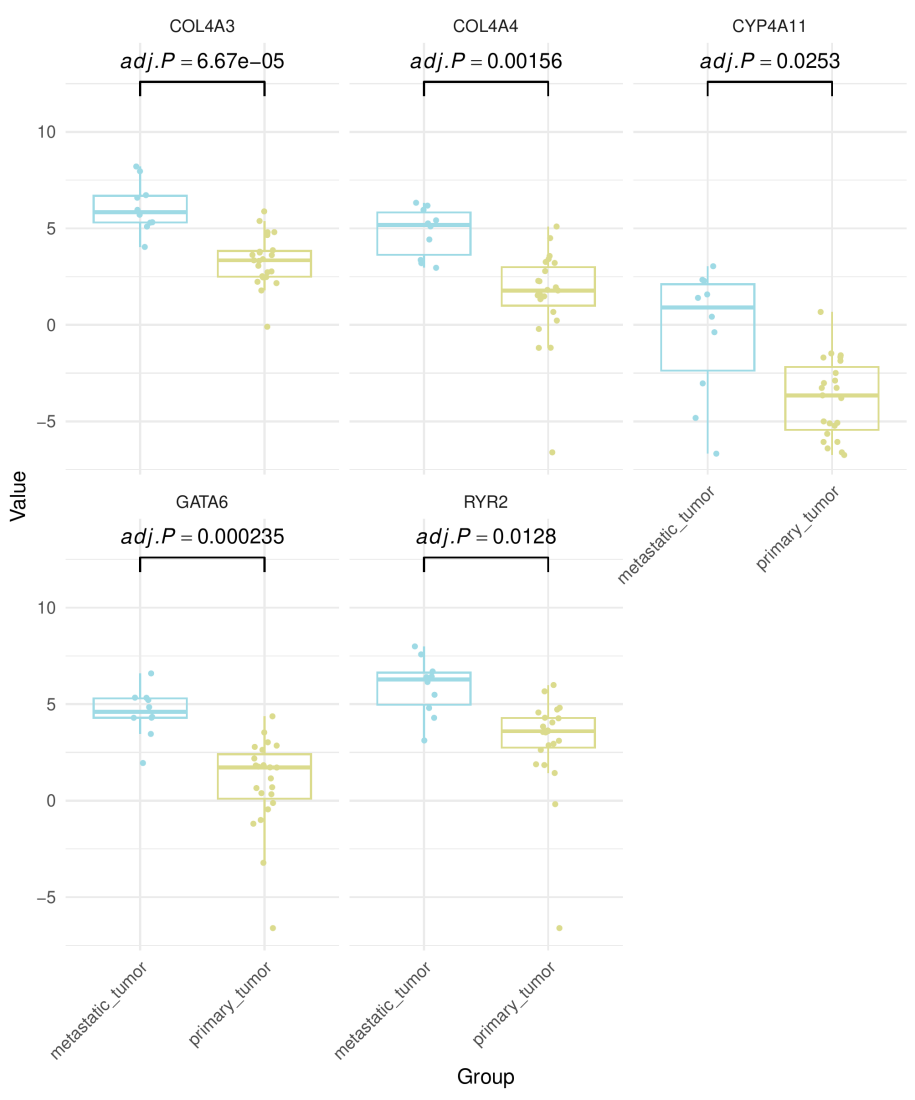 COL4A3
COL4A4
CYP4A11
adj.P = 6.67e−05
adj.P = 0.00156
adj.P = 0.0253
10
5
0
−5
metastatic_tumor
primary_tumor
Value
GATA6
RYR2
adj.P = 0.000235
adj.P = 0.0128
10
5
0
−5
metastatic_tumor
primary_tumor
metastatic_tumor
primary_tumor
Group